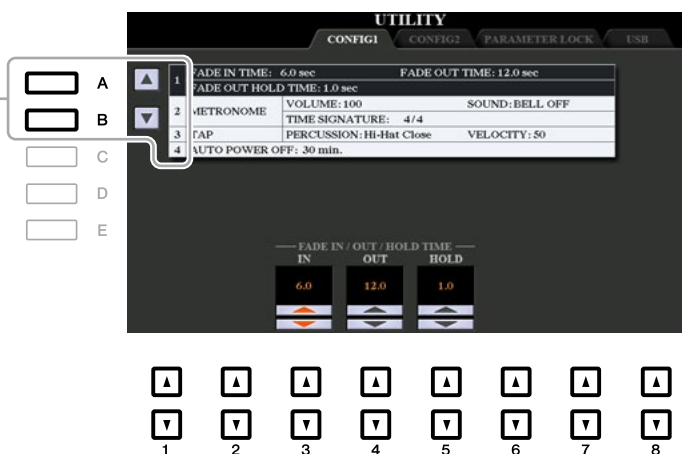 UTILITY
CONFIG1 CONFIG2 PARAMETER LOCK USB
A
B
C
D
E
1 FADE IN TIME: 6.0 sec FADE OUT TIME: 12.0 sec
FADE OUT HOLD TIME: 1.0 sec
2 METRONOME VOLUME: 100 SOUND: BELL OFF
TIME SIGNATURE: 4/4
3 TAP PERCUSSION: Hi-Hat Close VELOCITY: 50
4 AUTO POWER OFF: 30 min.
FADE IN / OUT / HOLD TIME
IN OUT HOLD
6.0 12.0 1.0
1 2 3 4 5 6 7 8